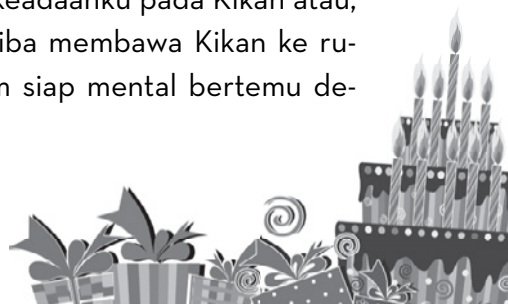 keadaanku pada Kikan atau,
iba membawa Kikan ke ru-
siap mental bertemu de-